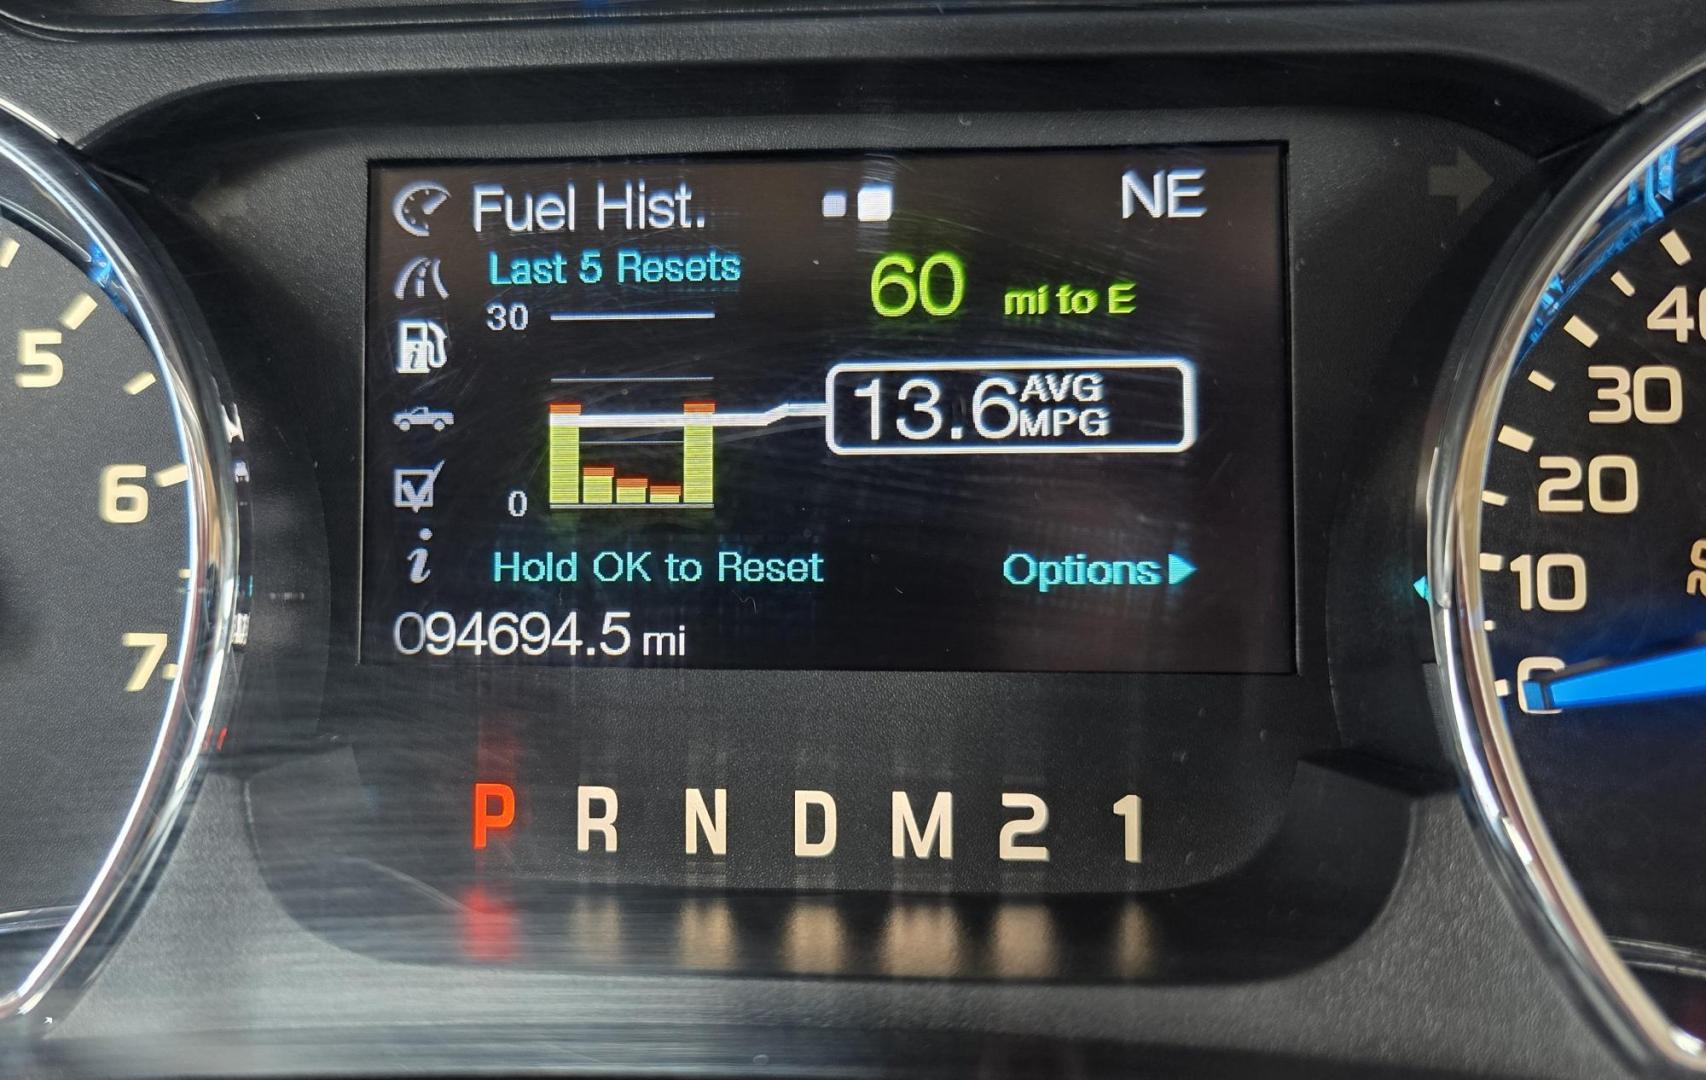 Fuel Hist.
NE
Last 5 Resets
60 mi to E
30
13.6 AVG MPG
0
Hold OK to Reset
Options
094694.5 mi
P R N D M 2 1
5
6
7
40
30
20
10
0